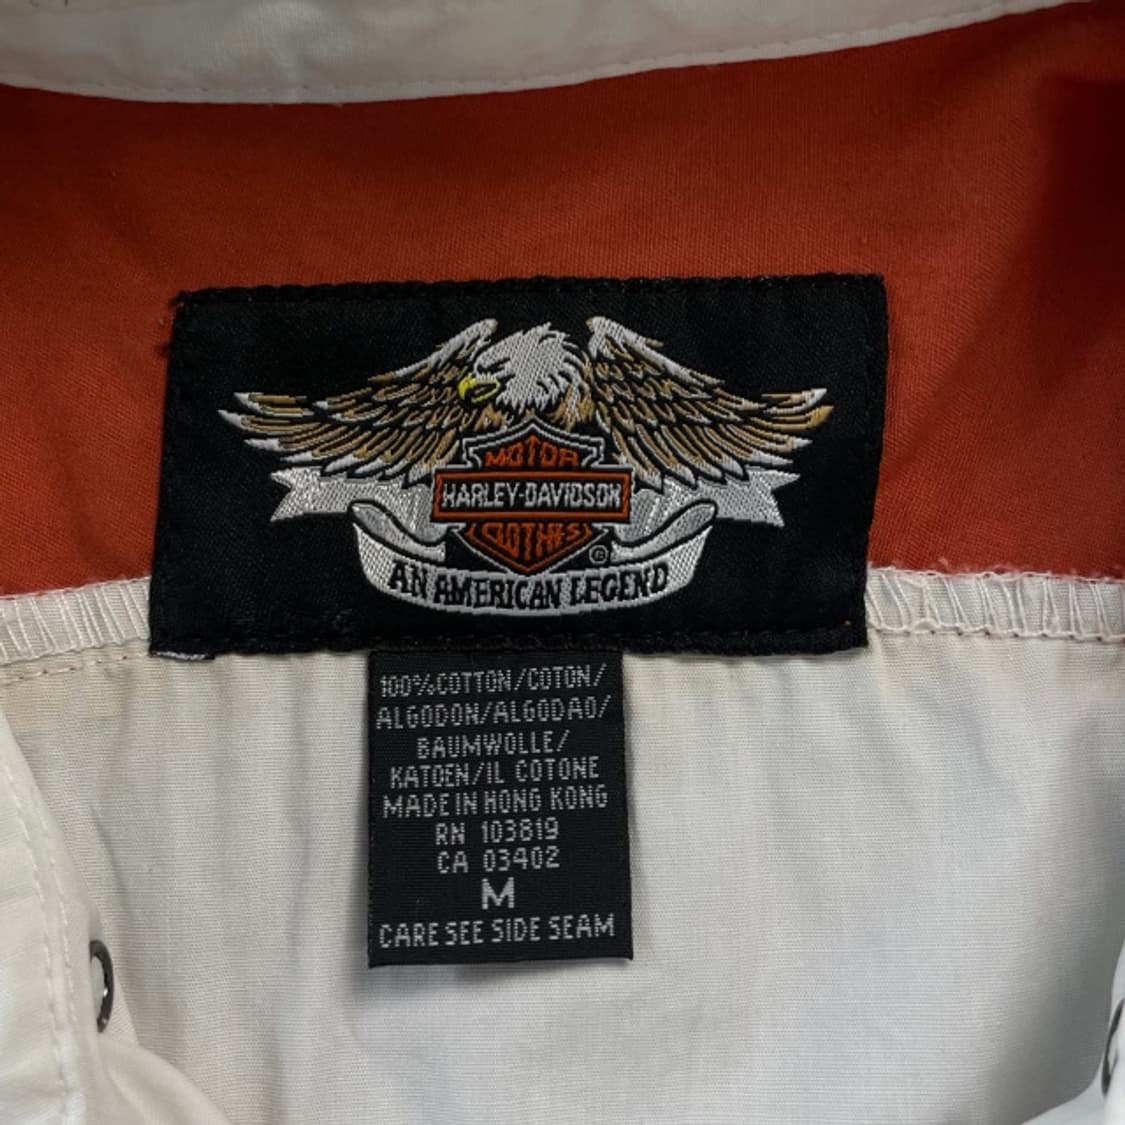 MOTOR
HARLEY-DAVIDSON
CLOTHES
®
AN AMERICAN LEGEND
100%COTTON/COTON/
ALGODON/ALGODAO/
BAUMWOLLE/
KATOEN/IL COTONE
MADE IN HONG KONG
RN 103819
CA 03402
M
CARE SEE SIDE SEAM